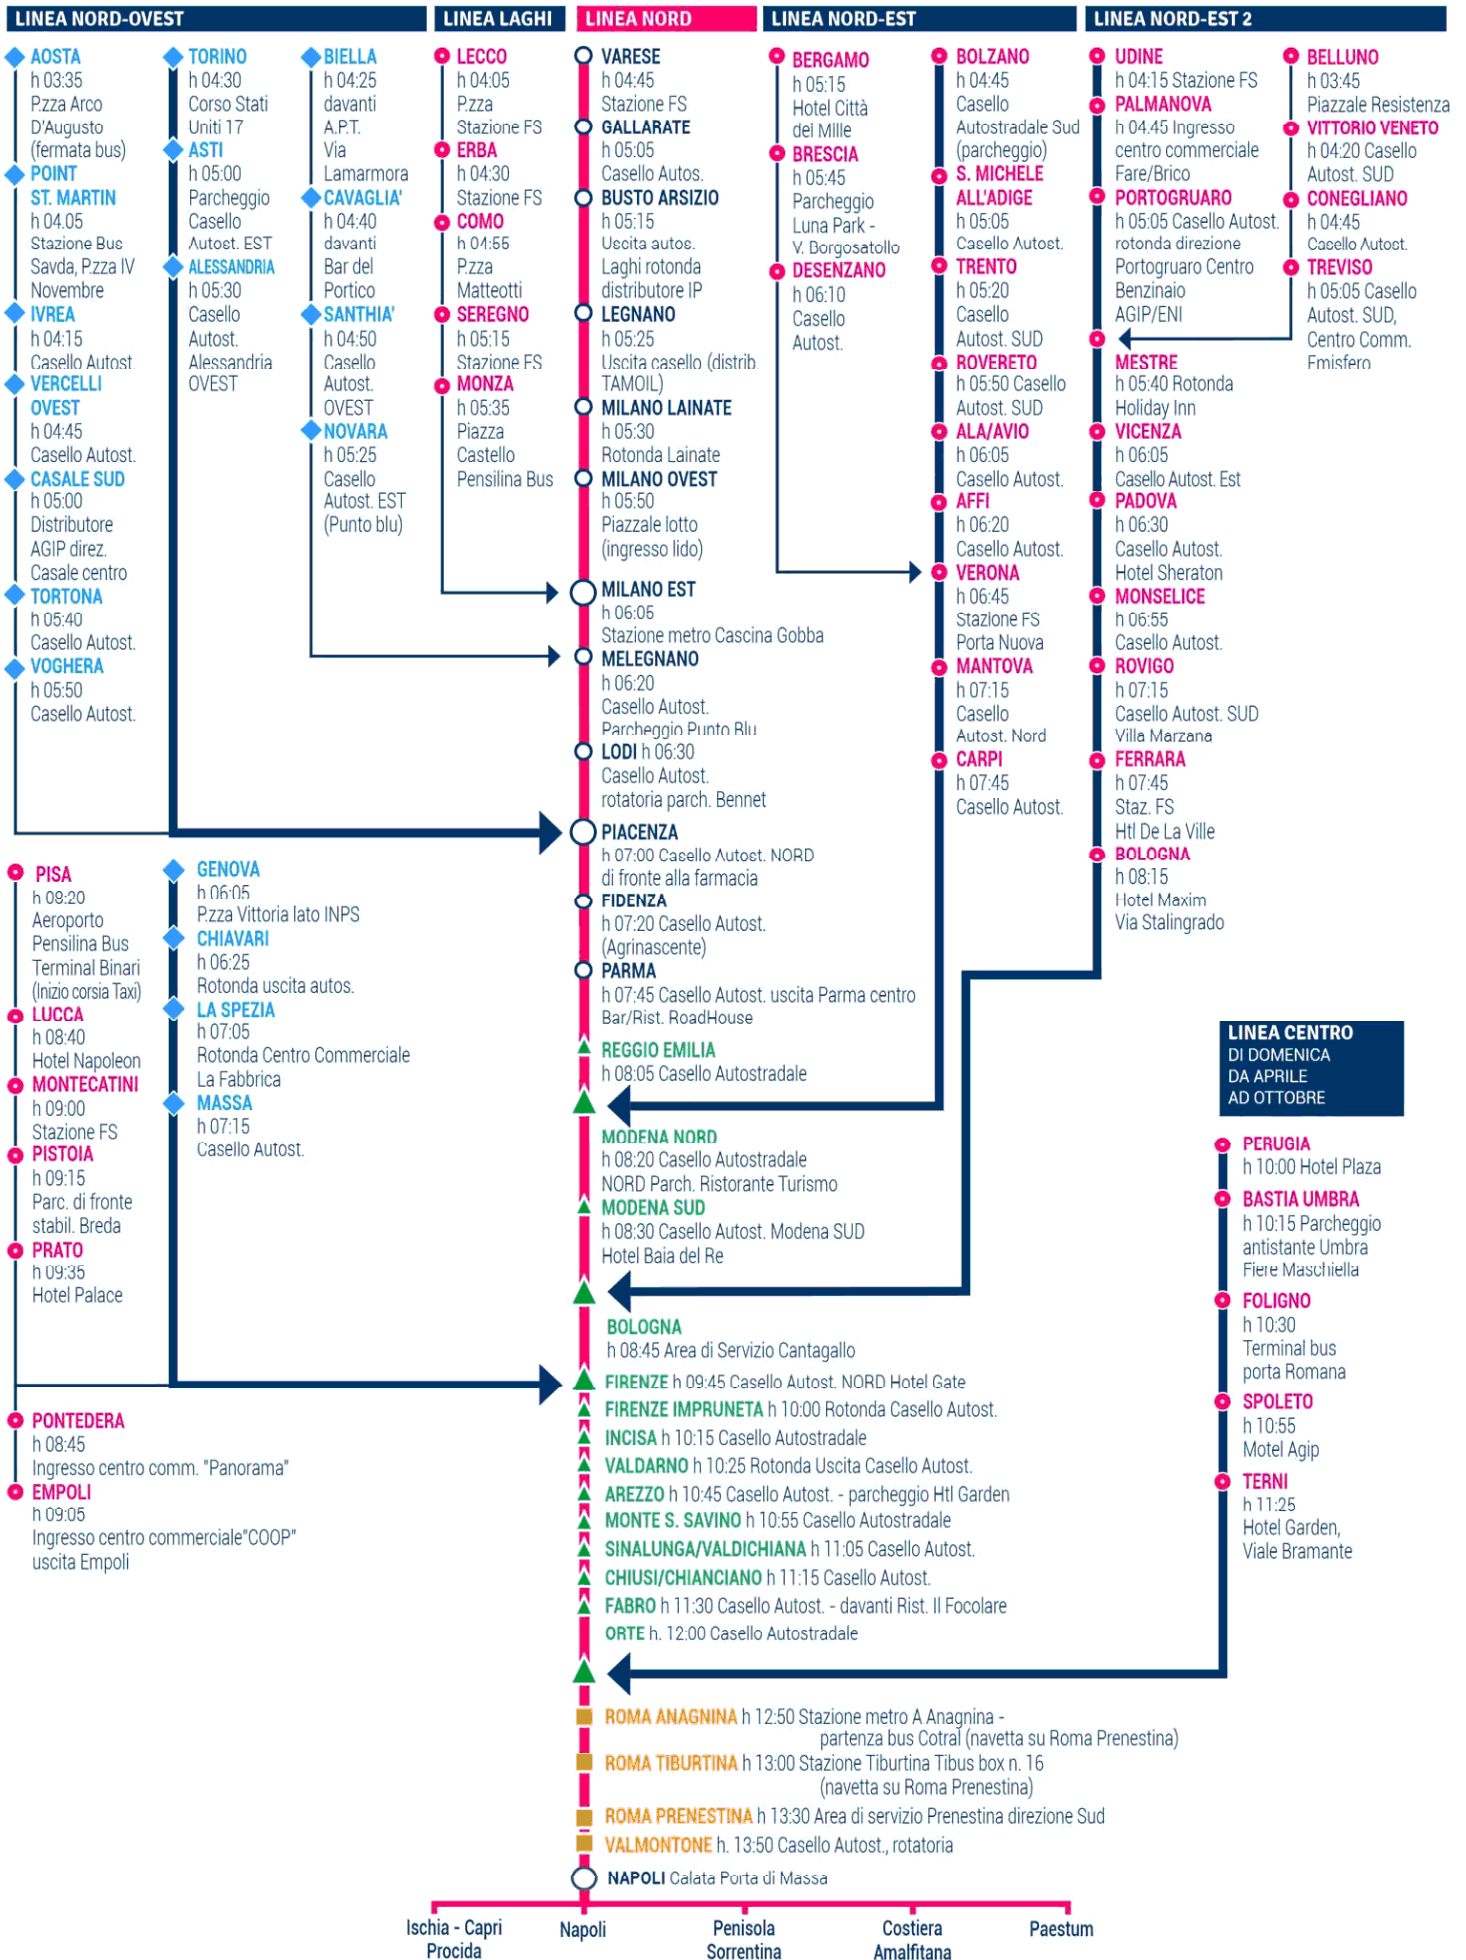 LINEA NORD-OVEST
AOSTA
h 03:35
P.zza Arco
D'Augusto
(fermata bus)
POINT
ST. MARTIN
h 04.05
Stazione Bus
Savda, P.zza IV
Novembre
IVREA
h 04:15
Casello Autost.
VERCELLI
OVEST
h 04:45
Casello Autost.
CASALE SUD
h 05:00
Distributore
AGIP direz.
Casale centro
TORTONA
h 05:40
Casello Autost.
VOGHERA
h 05:50
Casello Autost.
TORINO
h 04:30
Corso Stati
Uniti 17
ASTI
h 05:00
Parcheggio
Casello
Autost. EST
ALESSANDRIA
h 05:30
Casello
Autost.
Alessandria
OVEST
BIELLA
h 04:25
davanti
A.P.T.
Via
Lamarmora
CAVAGLIA'
h 04:40
davanti
Bar del
Portico
SANTHIA'
h 04:50
Casello
Autost.
OVEST
NOVARA
h 05:25
Casello
Autost. EST
(Punto blu)
LINEA LAGHI
LECCO
h 04:05
P.zza
Stazione FS
ERBA
h 04:30
Stazione FS
COMO
h 04:55
P.zza
Matteotti
SEREGNO
h 05:15
Stazione FS
MONZA
h 05:35
Piazza
Castello
Pensilina Bus
LINEA NORD
VARESE
h 04:45
Stazione FS
GALLARATE
h 05:05
Casello Autos.
BUSTO ARSIZIO
h 05:15
Uscita autos.
Laghi rotonda
distributore IP
LEGNANO
h 05:25
Uscita casello (distrib.
TAMOIL)
MILANO LAINATE
h 05:30
Rotonda Lainate
MILANO OVEST
h 05:50
Piazzale lotto
(ingresso lido)
MILANO EST
h 06:05
Stazione metro Cascina Gobba
MELEGNANO
h 06:20
Casello Autost.
Parcheggio Punto Blu
LODI h 06:30
Casello Autost.
rotatoria parch. Bennet
PIACENZA
h 07:00 Casello Autost. NORD
di fronte alla farmacia
FIDENZA
h 07:20 Casello Autost.
(Agrinascente)
PARMA
h 07:45 Casello Autost. uscita Parma centro
Bar/Rist. RoadHouse
REGGIO EMILIA
h 08:05 Casello Autostradale
MODENA NORD
h 08:20 Casello Autostradale
NORD Parch. Ristorante Turismo
MODENA SUD
h 08:30 Casello Autost. Modena SUD
Hotel Baia del Re
BOLOGNA
h 08:45 Area di Servizio Cantagallo
FIRENZE h 09:45 Casello Autost. NORD Hotel Gate
FIRENZE IMPRUNETA h 10:00 Rotonda Casello Autost.
INCISA h 10:15 Casello Autostradale
VALDARNO h 10:25 Rotonda Uscita Casello Autost.
AREZZO h 10:45 Casello Autost. - parcheggio Htl Garden
MONTE S. SAVINO h 10:55 Casello Autostradale
SINALUNGA/VALDICHIANA h 11:05 Casello Autost.
CHIUSI/CHIANCIANO h 11:15 Casello Autost.
FABRO h 11:30 Casello Autost. - davanti Rist. Il Focolare
ORTE h. 12:00 Casello Autostradale
ROMA ANAGNINA h 12:50 Stazione metro A Anagnina -
partenza bus Cotral (navetta su Roma Prenestina)
ROMA TIBURTINA h 13:00 Stazione Tiburtina Tibus box n. 16
(navetta su Roma Prenestina)
ROMA PRENESTINA h 13:30 Area di servizio Prenestina direzione Sud
VALMONTONE h. 13:50 Casello Autost., rotatoria
NAPOLI Calata Porta di Massa
LINEA NORD-EST
BERGAMO
h 05:15
Hotel Città
dei Mille
BRESCIA
h 05:45
Parcheggio
Luna Park -
V. Borgosatollo
DESENZANO
h 06:10
Casello
Autost.
BOLZANO
h 04:45
Casello
Autostradale Sud
(parcheggio)
S. MICHELE
ALL'ADIGE
h 05:05
Casello Autost.
TRENTO
h 05:20
Casello
Autost. SUD
ROVERETO
h 05:50 Casello
Autost. SUD
ALA/AVIO
h 06:05
Casello Autost.
AFFI
h 06:20
Casello Autost.
VERONA
h 06:45
Stazione FS
Porta Nuova
MANTOVA
h 07:15
Casello
Autost. Nord
CARPI
h 07:45
Casello Autost.
LINEA NORD-EST 2
UDINE
h 04:15 Stazione FS
PALMANOVA
h 04.45 Ingresso
centro commerciale
Fare/Brico
PORTOGRUARO
h 05:05 Casello Autost.
rotonda direzione
Portogruaro Centro
Benzinaio
AGIP/ENI
MESTRE
h 05:40 Rotonda
Holiday Inn
VICENZA
h 06:05
Casello Autost. Est
PADOVA
h 06:30
Casello Autost.
Hotel Sheraton
MONSELICE
h 06:55
Casello Autost.
ROVIGO
h 07:15
Casello Autost. SUD
Villa Marzana
FERRARA
h 07:45
Staz. FS
Htl De La Ville
BOLOGNA
h 08:15
Hotel Maxim
Via Stalingrado
BELLUNO
h 03:45
Piazzale Resistenza
VITTORIO VENETO
h 04:20 Casello
Autost. SUD
CONEGLIANO
h 04:45
Casello Autost.
TREVISO
h 05:05 Casello
Autost. SUD,
Centro Comm.
Emisfero
PISA
h 08:20
Aeroporto
Pensilina Bus
Terminal Binari
(Inizio corsia Taxi)
LUCCA
h 08:40
Hotel Napoleon
MONTECATINI
h 09:00
Stazione FS
PISTOIA
h 09:15
Parc. di fronte
stabil. Breda
PRATO
h 09:35
Hotel Palace
PONTEDERA
h 08:45
Ingresso centro comm. "Panorama"
EMPOLI
h 09:05
Ingresso centro commerciale"COOP"
uscita Empoli
GENOVA
h 06:05
P.zza Vittoria lato INPS
CHIAVARI
h 06:25
Rotonda uscita autos.
LA SPEZIA
h 07:05
Rotonda Centro Commerciale
La Fabbrica
MASSA
h 07:15
Casello Autost.
LINEA CENTRO
DI DOMENICA
DA APRILE
AD OTTOBRE
PERUGIA
h 10:00 Hotel Plaza
BASTIA UMBRA
h 10:15 Parcheggio
antistante Umbra
Fiere Maschiella
FOLIGNO
h 10:30
Terminal bus
porta Romana
SPOLETO
h 10:55
Motel Agip
TERNI
h 11:25
Hotel Garden,
Viale Bramante
Ischia - Capri
Procida
Napoli
Penisola
Sorrentina
Costiera
Amalfitana
Paestum